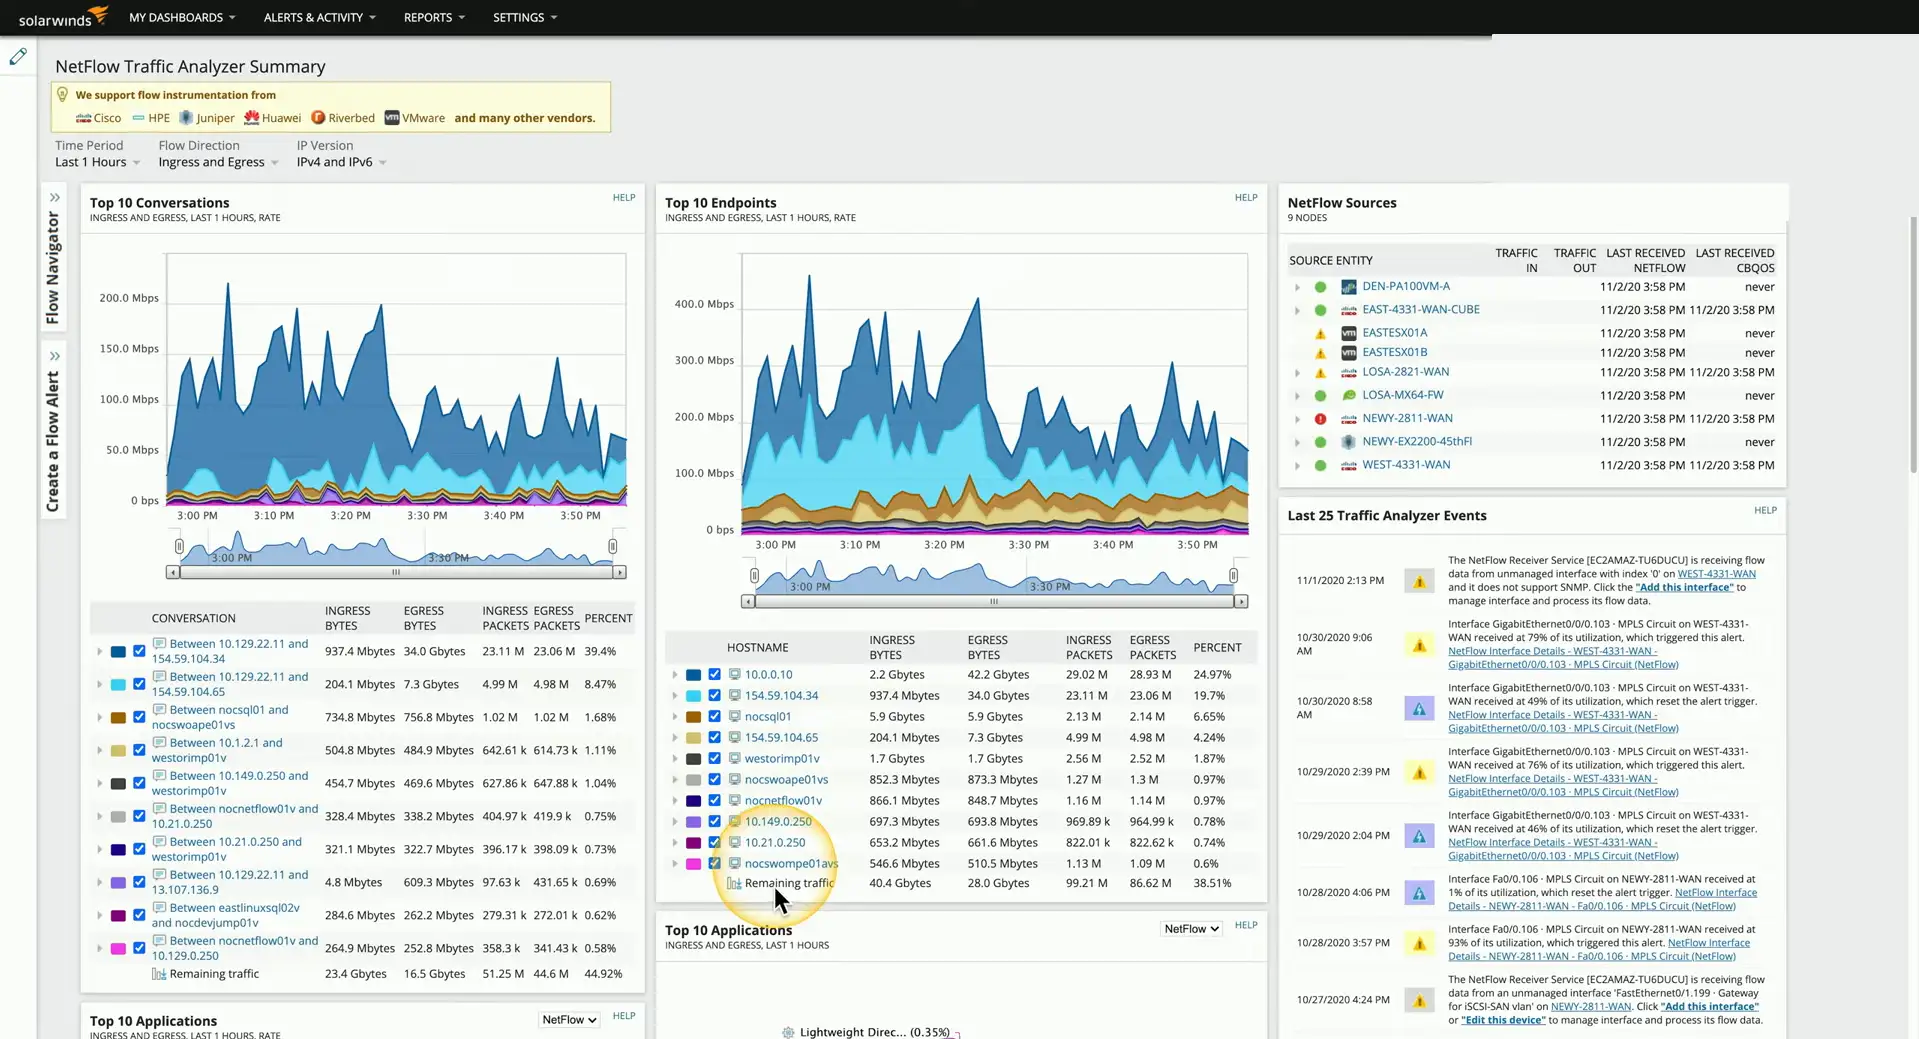 solarwinds MY DASHBOARDS ALERTS & ACTIVITY REPORTS SETTINGS
NetFlow Traffic Analyzer Summary
We support flow instrumentation from
Cisco HPE Juniper Huawei Riverbed VMware and many other vendors.
Time Period Flow Direction IP Version
Last 1 Hours Ingress and Egress IPv4 and IPv6
Flow Navigator
Create a Flow Alert
Top 10 Conversations HELP
INGRESS AND EGRESS, LAST 1 HOURS, RATE
200.0 Mbps
150.0 Mbps
100.0 Mbps
50.0 Mbps
0 bps
3:00 PM 3:10 PM 3:20 PM 3:30 PM 3:40 PM 3:50 PM
3:00 PM 3:30 PM
CONVERSATION INGRESS BYTES EGRESS BYTES INGRESS PACKETS EGRESS PACKETS PERCENT
Between 10.129.22.11 and 154.59.104.34 937.4 Mbytes 34.0 Gbytes 23.11 M 23.06 M 39.4%
Between 10.129.22.11 and 154.59.104.65 204.1 Mbytes 7.3 Gbytes 4.99 M 4.98 M 8.47%
Between nocsql01 and nocswoape01vs 734.8 Mbytes 756.8 Mbytes 1.02 M 1.02 M 1.68%
Between 10.1.2.1 and westorimp01v 504.8 Mbytes 484.9 Mbytes 642.61 k 614.73 k 1.11%
Between 10.149.0.250 and westorimp01v 454.7 Mbytes 469.6 Mbytes 627.86 k 647.88 k 1.04%
Between nocnetflow01v and 10.21.0.250 328.4 Mbytes 338.2 Mbytes 404.97 k 419.9 k 0.75%
Between 10.21.0.250 and westorimp01v 321.1 Mbytes 322.7 Mbytes 396.17 k 398.09 k 0.73%
Between 10.129.22.11 and 13.107.136.9 4.8 Mbytes 609.3 Mbytes 97.63 k 431.65 k 0.69%
Between eastlinuxsql02v and nocdevjump01v 284.6 Mbytes 262.2 Mbytes 279.31 k 272.01 k 0.62%
Between nocnetflow01v and 10.129.0.250 264.9 Mbytes 252.8 Mbytes 358.3 k 341.43 k 0.58%
Remaining traffic 23.4 Gbytes 16.5 Gbytes 51.25 M 44.6 M 44.92%
Top 10 Applications NetFlow HELP
INGRESS AND EGRESS, LAST 1 HOURS, RATE
Top 10 Endpoints HELP
INGRESS AND EGRESS, LAST 1 HOURS, RATE
400.0 Mbps
300.0 Mbps
200.0 Mbps
100.0 Mbps
0 bps
3:00 PM 3:10 PM 3:20 PM 3:30 PM 3:40 PM 3:50 PM
3:00 PM 3:30 PM
HOSTNAME INGRESS BYTES EGRESS BYTES INGRESS PACKETS EGRESS PACKETS PERCENT
10.0.0.10 2.2 Gbytes 42.2 Gbytes 29.02 M 28.93 M 24.97%
154.59.104.34 937.4 Mbytes 34.0 Gbytes 23.11 M 23.06 M 19.7%
nocsql01 5.9 Gbytes 5.9 Gbytes 2.13 M 2.14 M 6.65%
154.59.104.65 204.1 Mbytes 7.3 Gbytes 4.99 M 4.98 M 4.24%
westorimp01v 1.7 Gbytes 1.7 Gbytes 2.56 M 2.52 M 1.87%
nocswoape01vs 852.3 Mbytes 873.3 Mbytes 1.27 M 1.3 M 0.97%
nocnetflow01v 866.1 Mbytes 848.7 Mbytes 1.16 M 1.14 M 0.97%
10.149.0.250 697.3 Mbytes 693.8 Mbytes 969.89 k 964.99 k 0.78%
10.21.0.250 653.2 Mbytes 661.6 Mbytes 822.01 k 822.62 k 0.74%
nocswompe01avs 546.6 Mbytes 510.5 Mbytes 1.13 M 1.09 M 0.6%
Remaining traffic 40.4 Gbytes 28.0 Gbytes 99.21 M 86.62 M 38.51%
Top 10 Applications NetFlow HELP
INGRESS AND EGRESS, LAST 1 HOURS
Lightweight Direc... (0.35%)
NetFlow Sources
9 NODES
SOURCE ENTITY TRAFFIC IN TRAFFIC OUT LAST RECEIVED NETFLOW LAST RECEIVED CBQOS
DEN-PA100VM-A 11/2/20 3:58 PM never
EAST-4331-WAN-CUBE 11/2/20 3:58 PM 11/2/20 3:58 PM
EASTESX01A 11/2/20 3:58 PM never
EASTESX01B 11/2/20 3:58 PM never
LOSA-2821-WAN 11/2/20 3:58 PM 11/2/20 3:58 PM
LOSA-MX64-FW 11/2/20 3:58 PM never
NEWY-2811-WAN 11/2/20 3:58 PM 11/2/20 3:58 PM
NEWY-EX2200-45thFl 11/2/20 3:58 PM never
WEST-4331-WAN 11/2/20 3:58 PM 11/2/20 3:58 PM
Last 25 Traffic Analyzer Events HELP
11/1/2020 2:13 PM
The NetFlow Receiver Service [EC2AMAZ-TU6DUCU] is receiving flow
data from unmanaged interface with index '0' on WEST-4331-WAN
and it does not support SNMP. Click the "Add this interface" to
manage interface and process its flow data.
10/30/2020 9:06 AM
Interface GigabitEthernet0/0/0.103 · MPLS Circuit on WEST-4331-
WAN received at 79% of its utilization, which triggered this alert.
NetFlow Interface Details - WEST-4331-WAN -
GigabitEthernet0/0/0.103 · MPLS Circuit (NetFlow)
10/30/2020 8:58 AM
Interface GigabitEthernet0/0/0.103 · MPLS Circuit on WEST-4331-
WAN received at 49% of its utilization, which reset the alert trigger.
NetFlow Interface Details - WEST-4331-WAN -
GigabitEthernet0/0/0.103 · MPLS Circuit (NetFlow)
10/29/2020 2:39 PM
Interface GigabitEthernet0/0/0.103 · MPLS Circuit on WEST-4331-
WAN received at 76% of its utilization, which triggered this alert.
NetFlow Interface Details - WEST-4331-WAN -
GigabitEthernet0/0/0.103 · MPLS Circuit (NetFlow)
10/29/2020 2:04 PM
Interface GigabitEthernet0/0/0.103 · MPLS Circuit on WEST-4331-
WAN received at 46% of its utilization, which reset the alert trigger.
NetFlow Interface Details - WEST-4331-WAN -
GigabitEthernet0/0/0.103 · MPLS Circuit (NetFlow)
10/28/2020 4:06 PM
Interface Fa0/0.106 · MPLS Circuit on NEWY-2811-WAN received at
1% of its utilization, which reset the alert trigger. NetFlow Interface
Details - NEWY-2811-WAN - Fa0/0.106 · MPLS Circuit (NetFlow)
10/28/2020 3:57 PM
Interface Fa0/0.106 · MPLS Circuit on NEWY-2811-WAN received at
93% of its utilization, which triggered this alert. NetFlow Interface
Details - NEWY-2811-WAN - Fa0/0.106 · MPLS Circuit (NetFlow)
10/27/2020 4:24 PM
The NetFlow Receiver Service [EC2AMAZ-TU6DUCU] is receiving flow
data from an unmanaged interface 'FastEthernet0/1.199 · Gateway
for iSCSI-SAN vlan' on NEWY-2811-WAN. Click "Add this interface"
or "Edit this device" to manage interface and process its flow data.